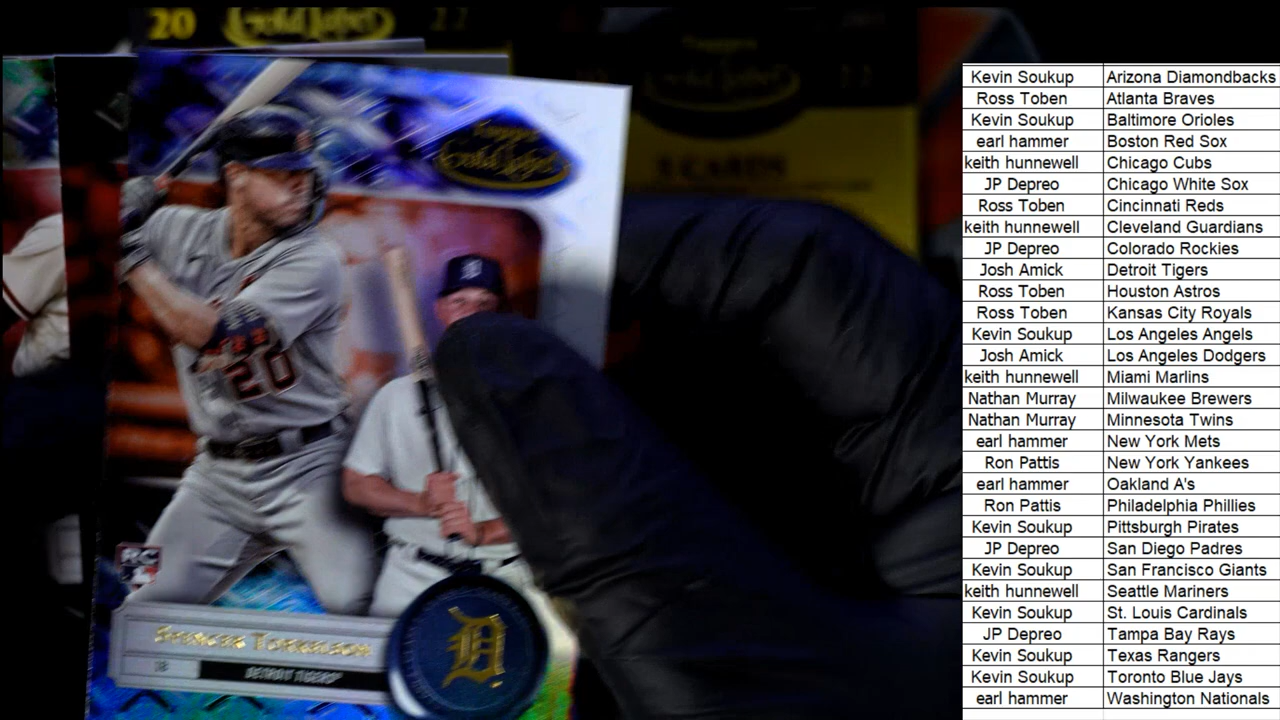 20
Gold Label
Topps
Gold Label
5 CARDS
20
RC
Spencer Torkelson
1B
DETROIT TIGERS
Kevin Soukup Arizona Diamondbacks
Ross Toben Atlanta Braves
Kevin Soukup Baltimore Orioles
earl hammer Boston Red Sox
keith hunnewell Chicago Cubs
JP Depreo Chicago White Sox
Ross Toben Cincinnati Reds
keith hunnewell Cleveland Guardians
JP Depreo Colorado Rockies
Josh Amick Detroit Tigers
Ross Toben Houston Astros
Ross Toben Kansas City Royals
Kevin Soukup Los Angeles Angels
Josh Amick Los Angeles Dodgers
keith hunnewell Miami Marlins
Nathan Murray Milwaukee Brewers
Nathan Murray Minnesota Twins
earl hammer New York Mets
Ron Pattis New York Yankees
earl hammer Oakland A's
Ron Pattis Philadelphia Phillies
Kevin Soukup Pittsburgh Pirates
JP Depreo San Diego Padres
Kevin Soukup San Francisco Giants
keith hunnewell Seattle Mariners
Kevin Soukup St. Louis Cardinals
JP Depreo Tampa Bay Rays
Kevin Soukup Texas Rangers
Kevin Soukup Toronto Blue Jays
earl hammer Washington Nationals